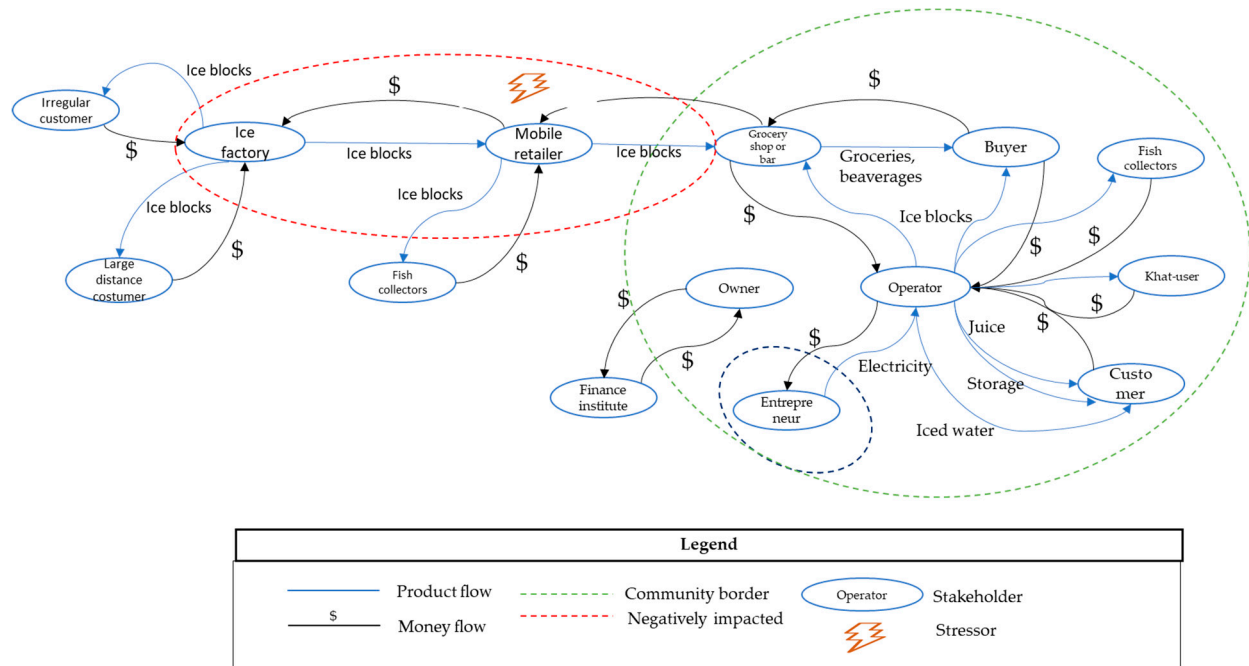 Ice blocks
Irregular
customer
$
Ice
factory
$
Ice blocks
Mobile
retailer
Ice blocks
Ice blocks
$
Large
distance
costumer
Ice blocks
$
Fish
collectors
$
Grocery
shop or
bar
$
Groceries,
beaverages
Buyer
Fish
collectors
$
Ice blocks
$
$
Owner
Operator
Khat-user
$
$
$
$
$
Juice
Electricity
Storage
Custo
mer
Finance
institute
Entrepre
neur
Iced water
Legend
Product flow
Community border
Operator
Stakeholder
$
Money flow
Negatively impacted
Stressor